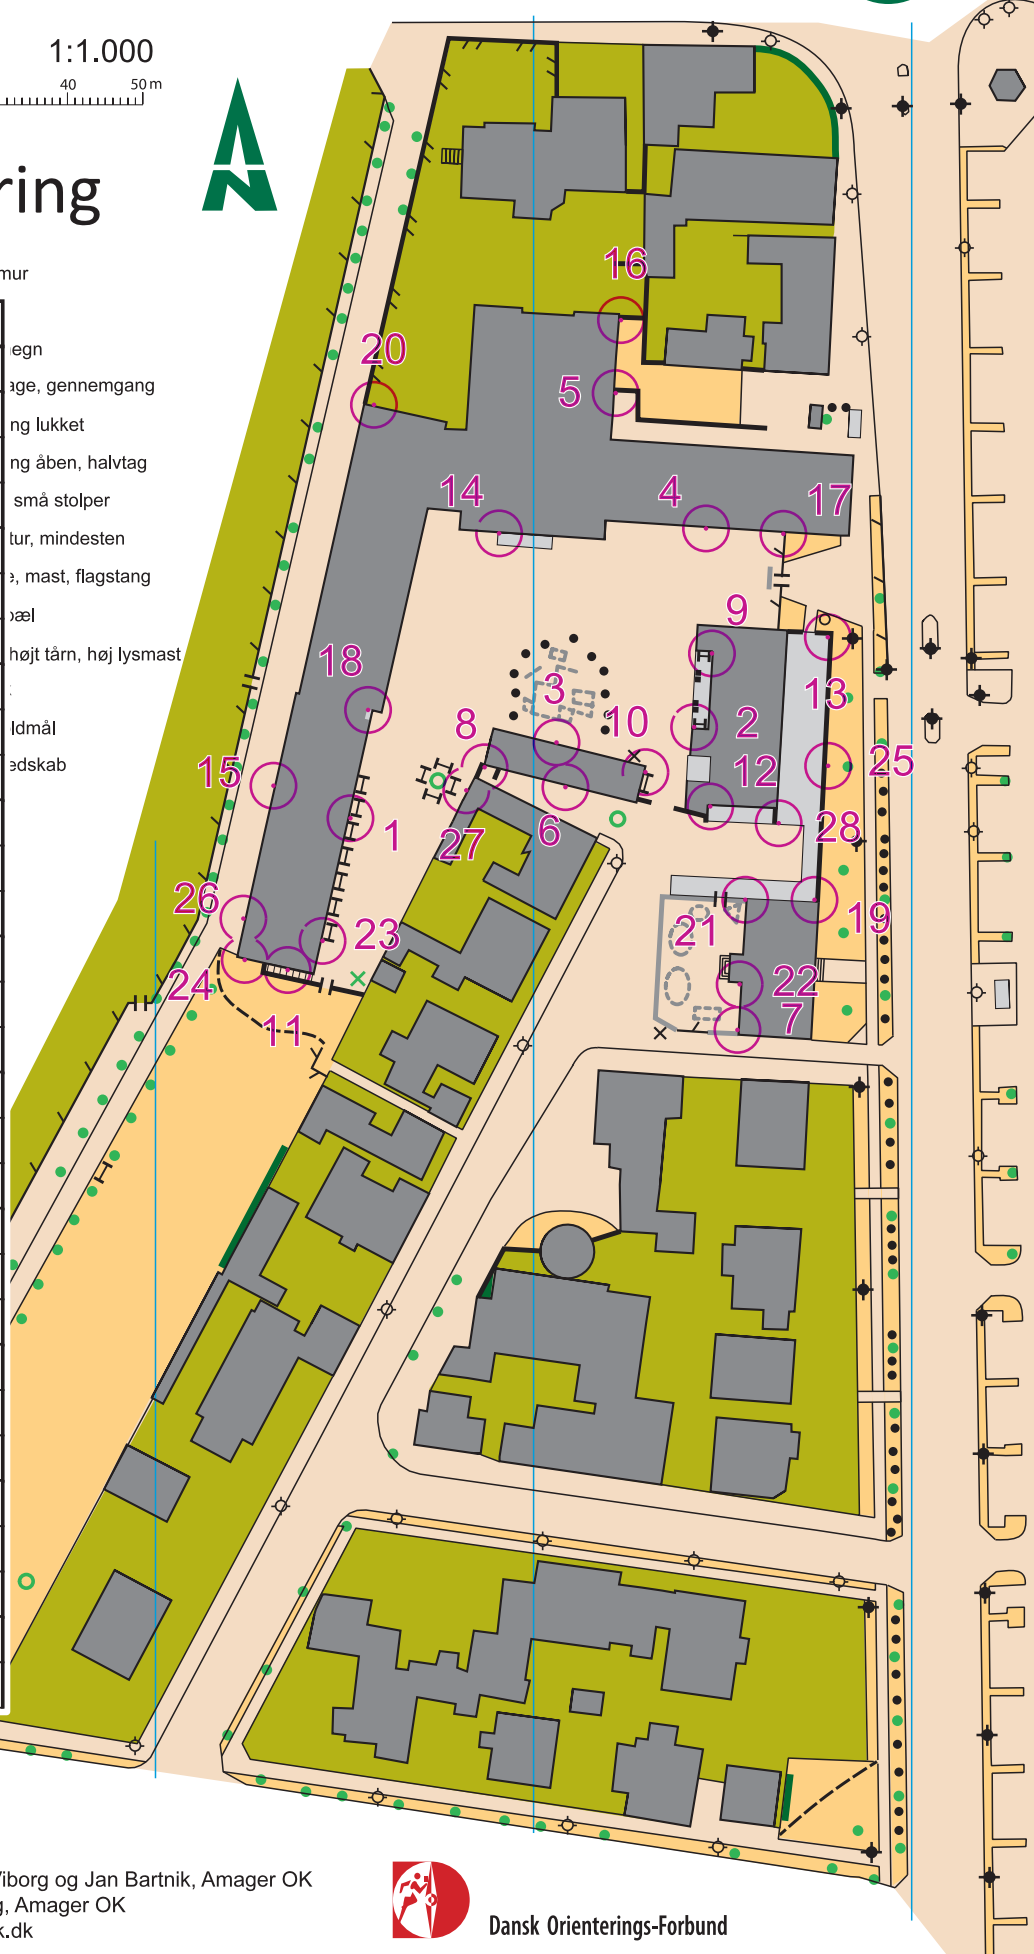 1:1.000
40 50 m
ring
mur
egn
age, gennemgang
ng lukket
ng åben, halvtag
små stolper
tur, mindesten
e, mast, flagstang
pæl
højt tårn, høj lysmast
ldmål
edskab
16
20
5
14
4
17
9
18
3
13
8
10
2
15
12
25
1
27
6
28
26
23
21
19
24
22
11
7
Viborg og Jan Bartnik, Amager OK
g, Amager OK
k.dk
Dansk Orienterings-Forbund